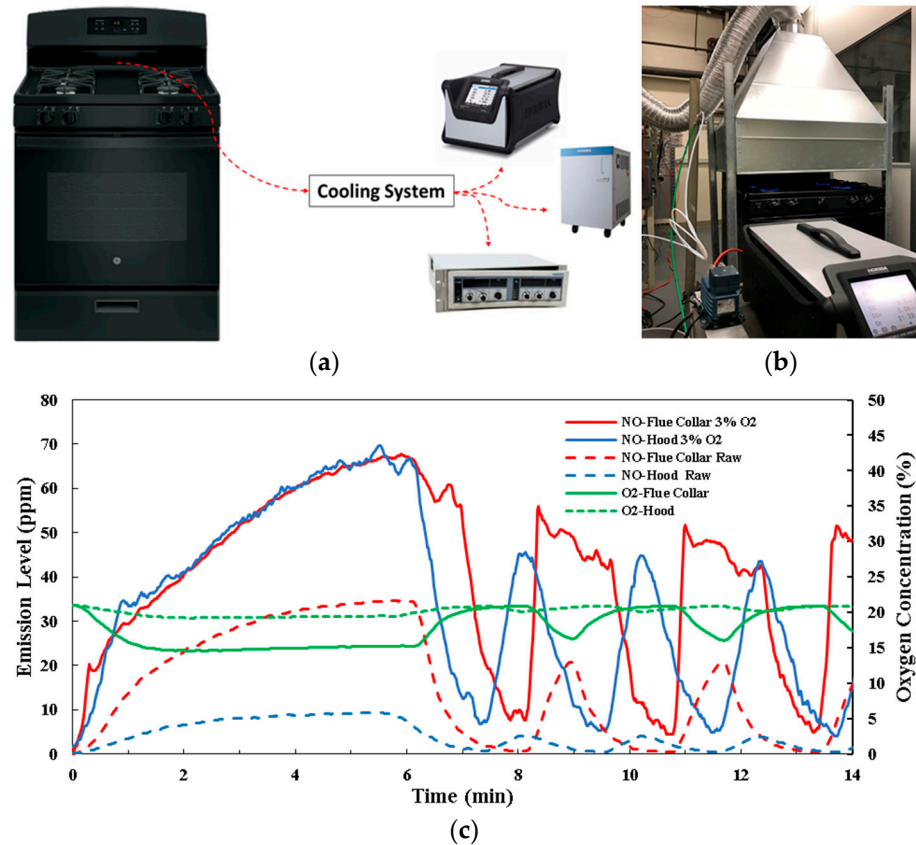 Cooling System
HORIBA
(a)
(b)
80
70
60
50
40
30
20
10
0
Emission Level (ppm)
NO-Flue Collar 3% O2
NO-Hood 3% O2
NO-Flue Collar Raw
NO-Hood Raw
O2-Flue Collar
O2-Hood
50
45
40
35
30
25
20
15
10
5
0
Oxygen Concentration (%)
0 2 4 6 8 10 12 14
Time (min)
(c)